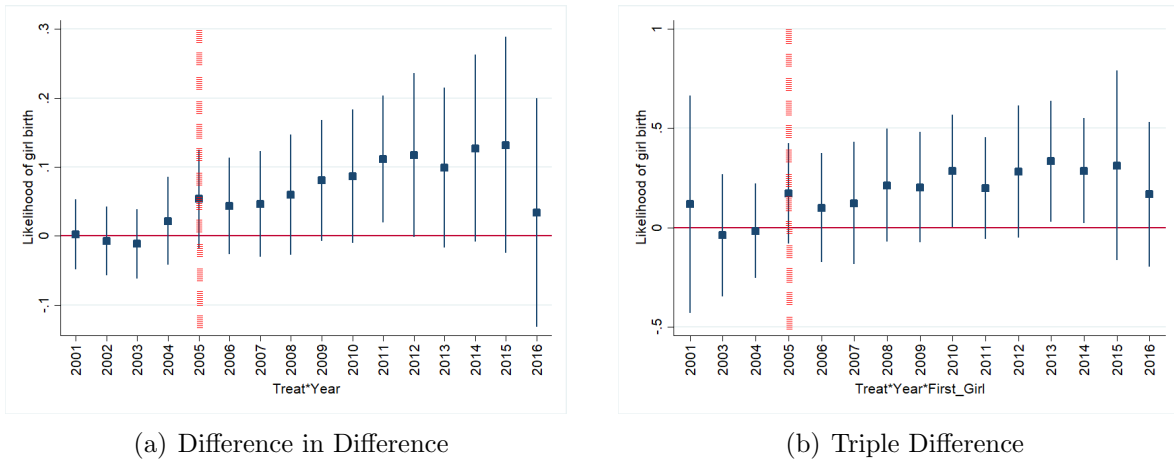 .3
.2
.1
0
-.1
Likelihood of girl birth
2001 2002 2003 2004 2005 2006 2007 2008 2009 2010 2011 2012 2013 2014 2015 2016
Treat*Year
(a) Difference in Difference
1
.5
0
-.5
Likelihood of girl birth
2001 2003 2004 2005 2006 2007 2008 2009 2010 2011 2012 2013 2014 2015 2016
Treat*Year*First_Girl
(b) Triple Difference